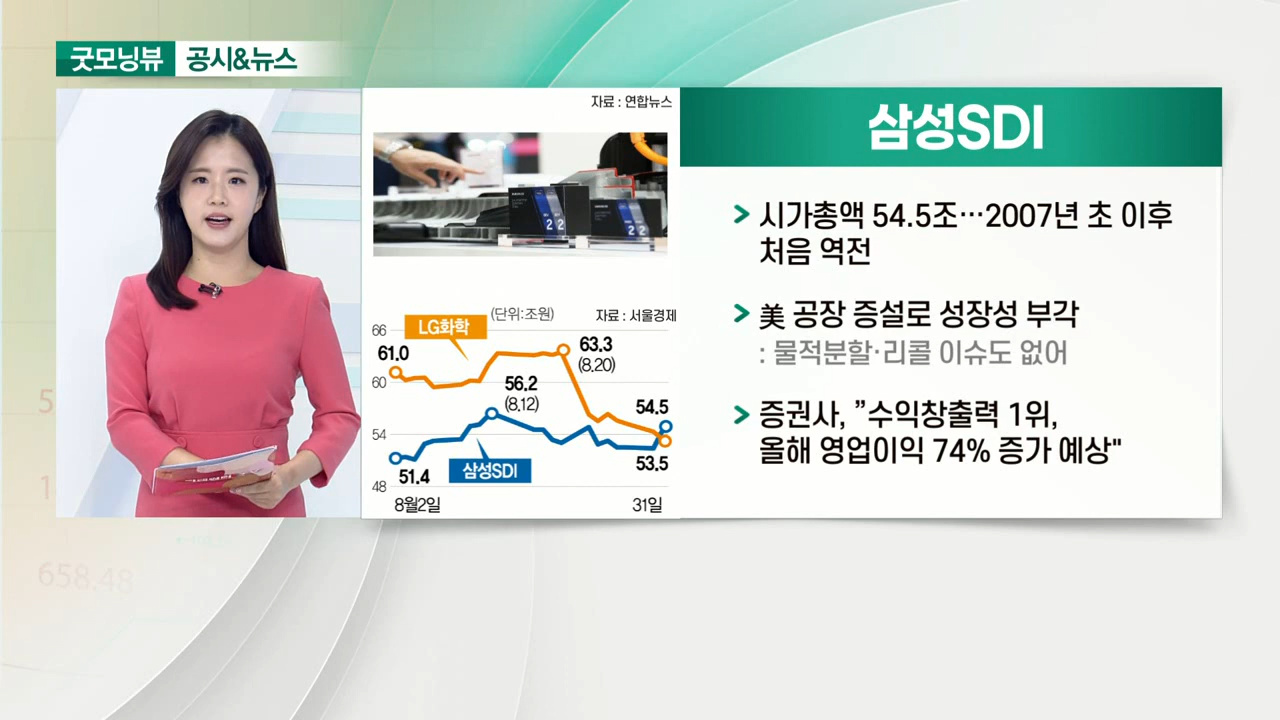 굿모닝뷰 공시&뉴스
자료 : 연합뉴스
(단위:조원)
자료 : 서울경제
66
60
54
48
LG화학
61.0
63.3
(8.20)
56.2
(8.12)
54.5
53.5
51.4
삼성SDI
8월2일
31일
삼성SDI
시가총액 54.5조…2007년 초 이후
처음 역전
美 공장 증설로 성장성 부각
: 물적분할·리콜 이슈도 없어
증권사, ”수익창출력 1위,
올해 영업이익 74% 증가 예상"
658.48